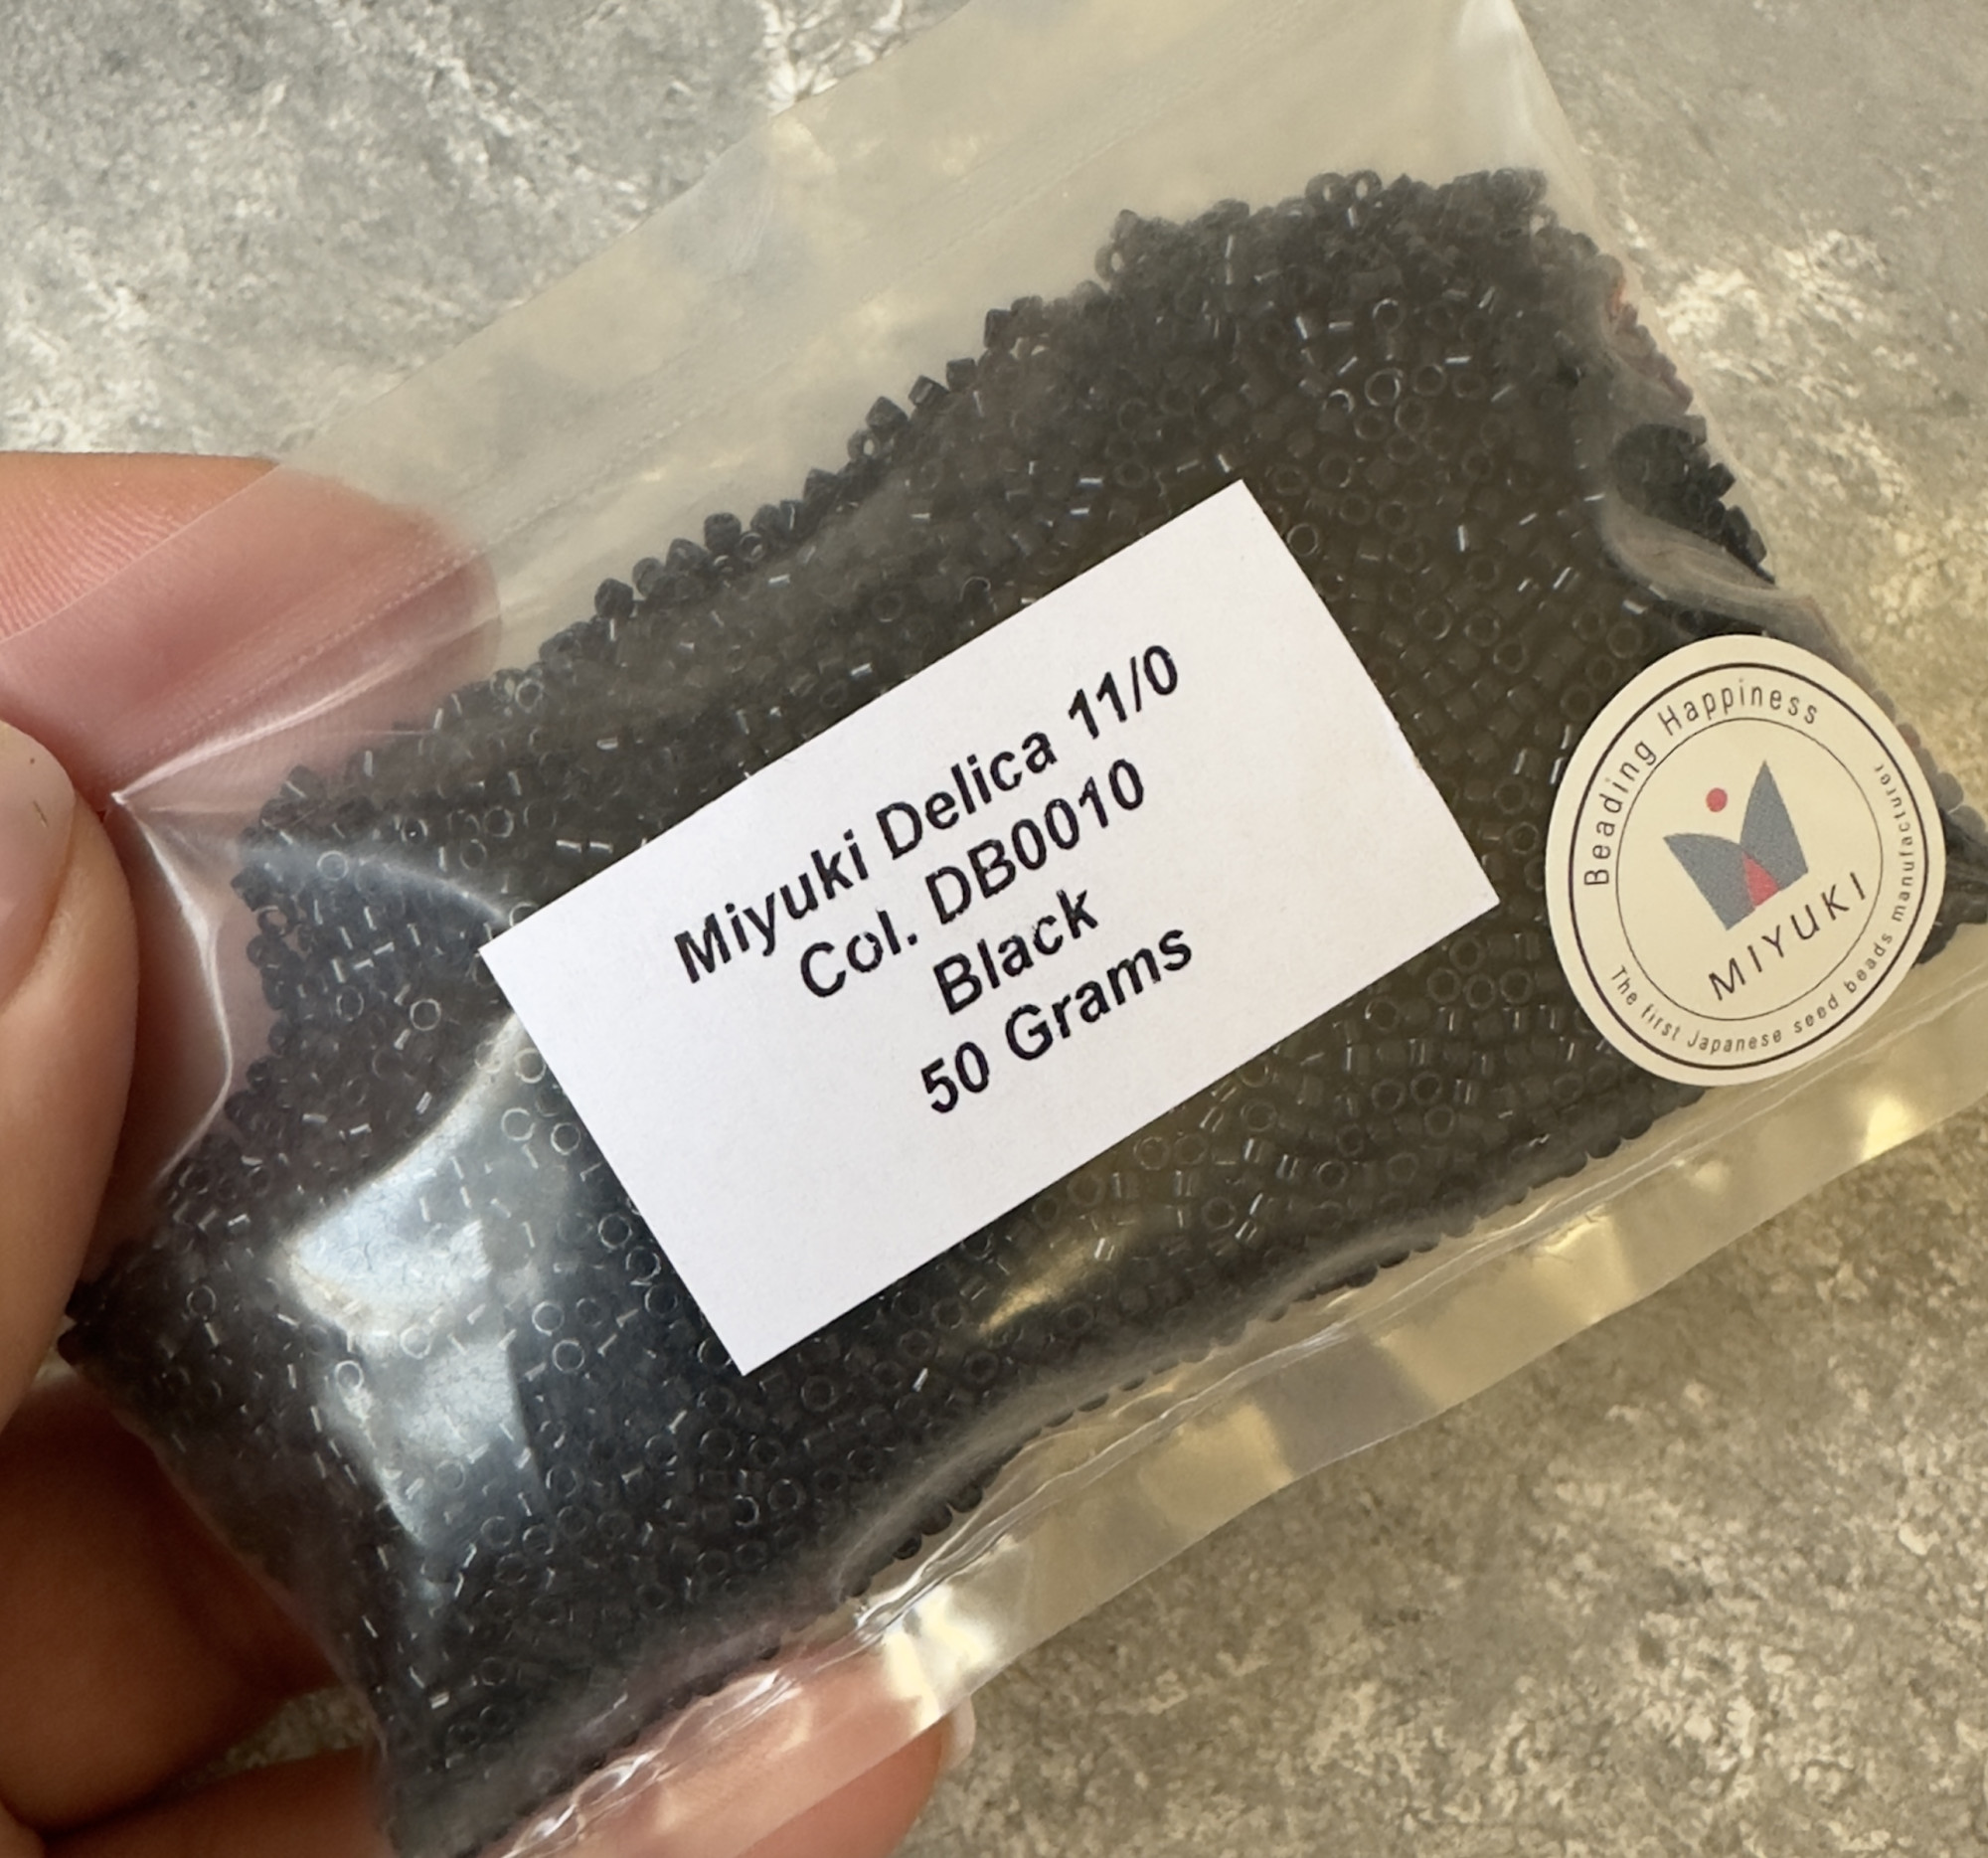 Miyuki Delica 11/0
Col. DB0010
Black
50 Grams
Beading Happiness
MIYUKI
The first Japanese seed beads manufacturer